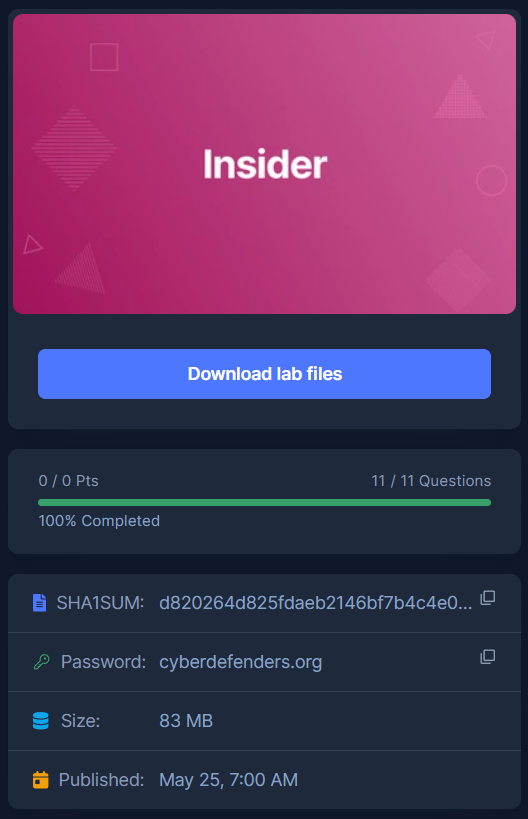 Insider
Download lab files
0 / 0 Pts 11 / 11 Questions
100% Completed
SHA1SUM: d820264d825fdaeb2146bf7b4c4e0...
Password: cyberdefenders.org
Size: 83 MB
Published: May 25, 7:00 AM